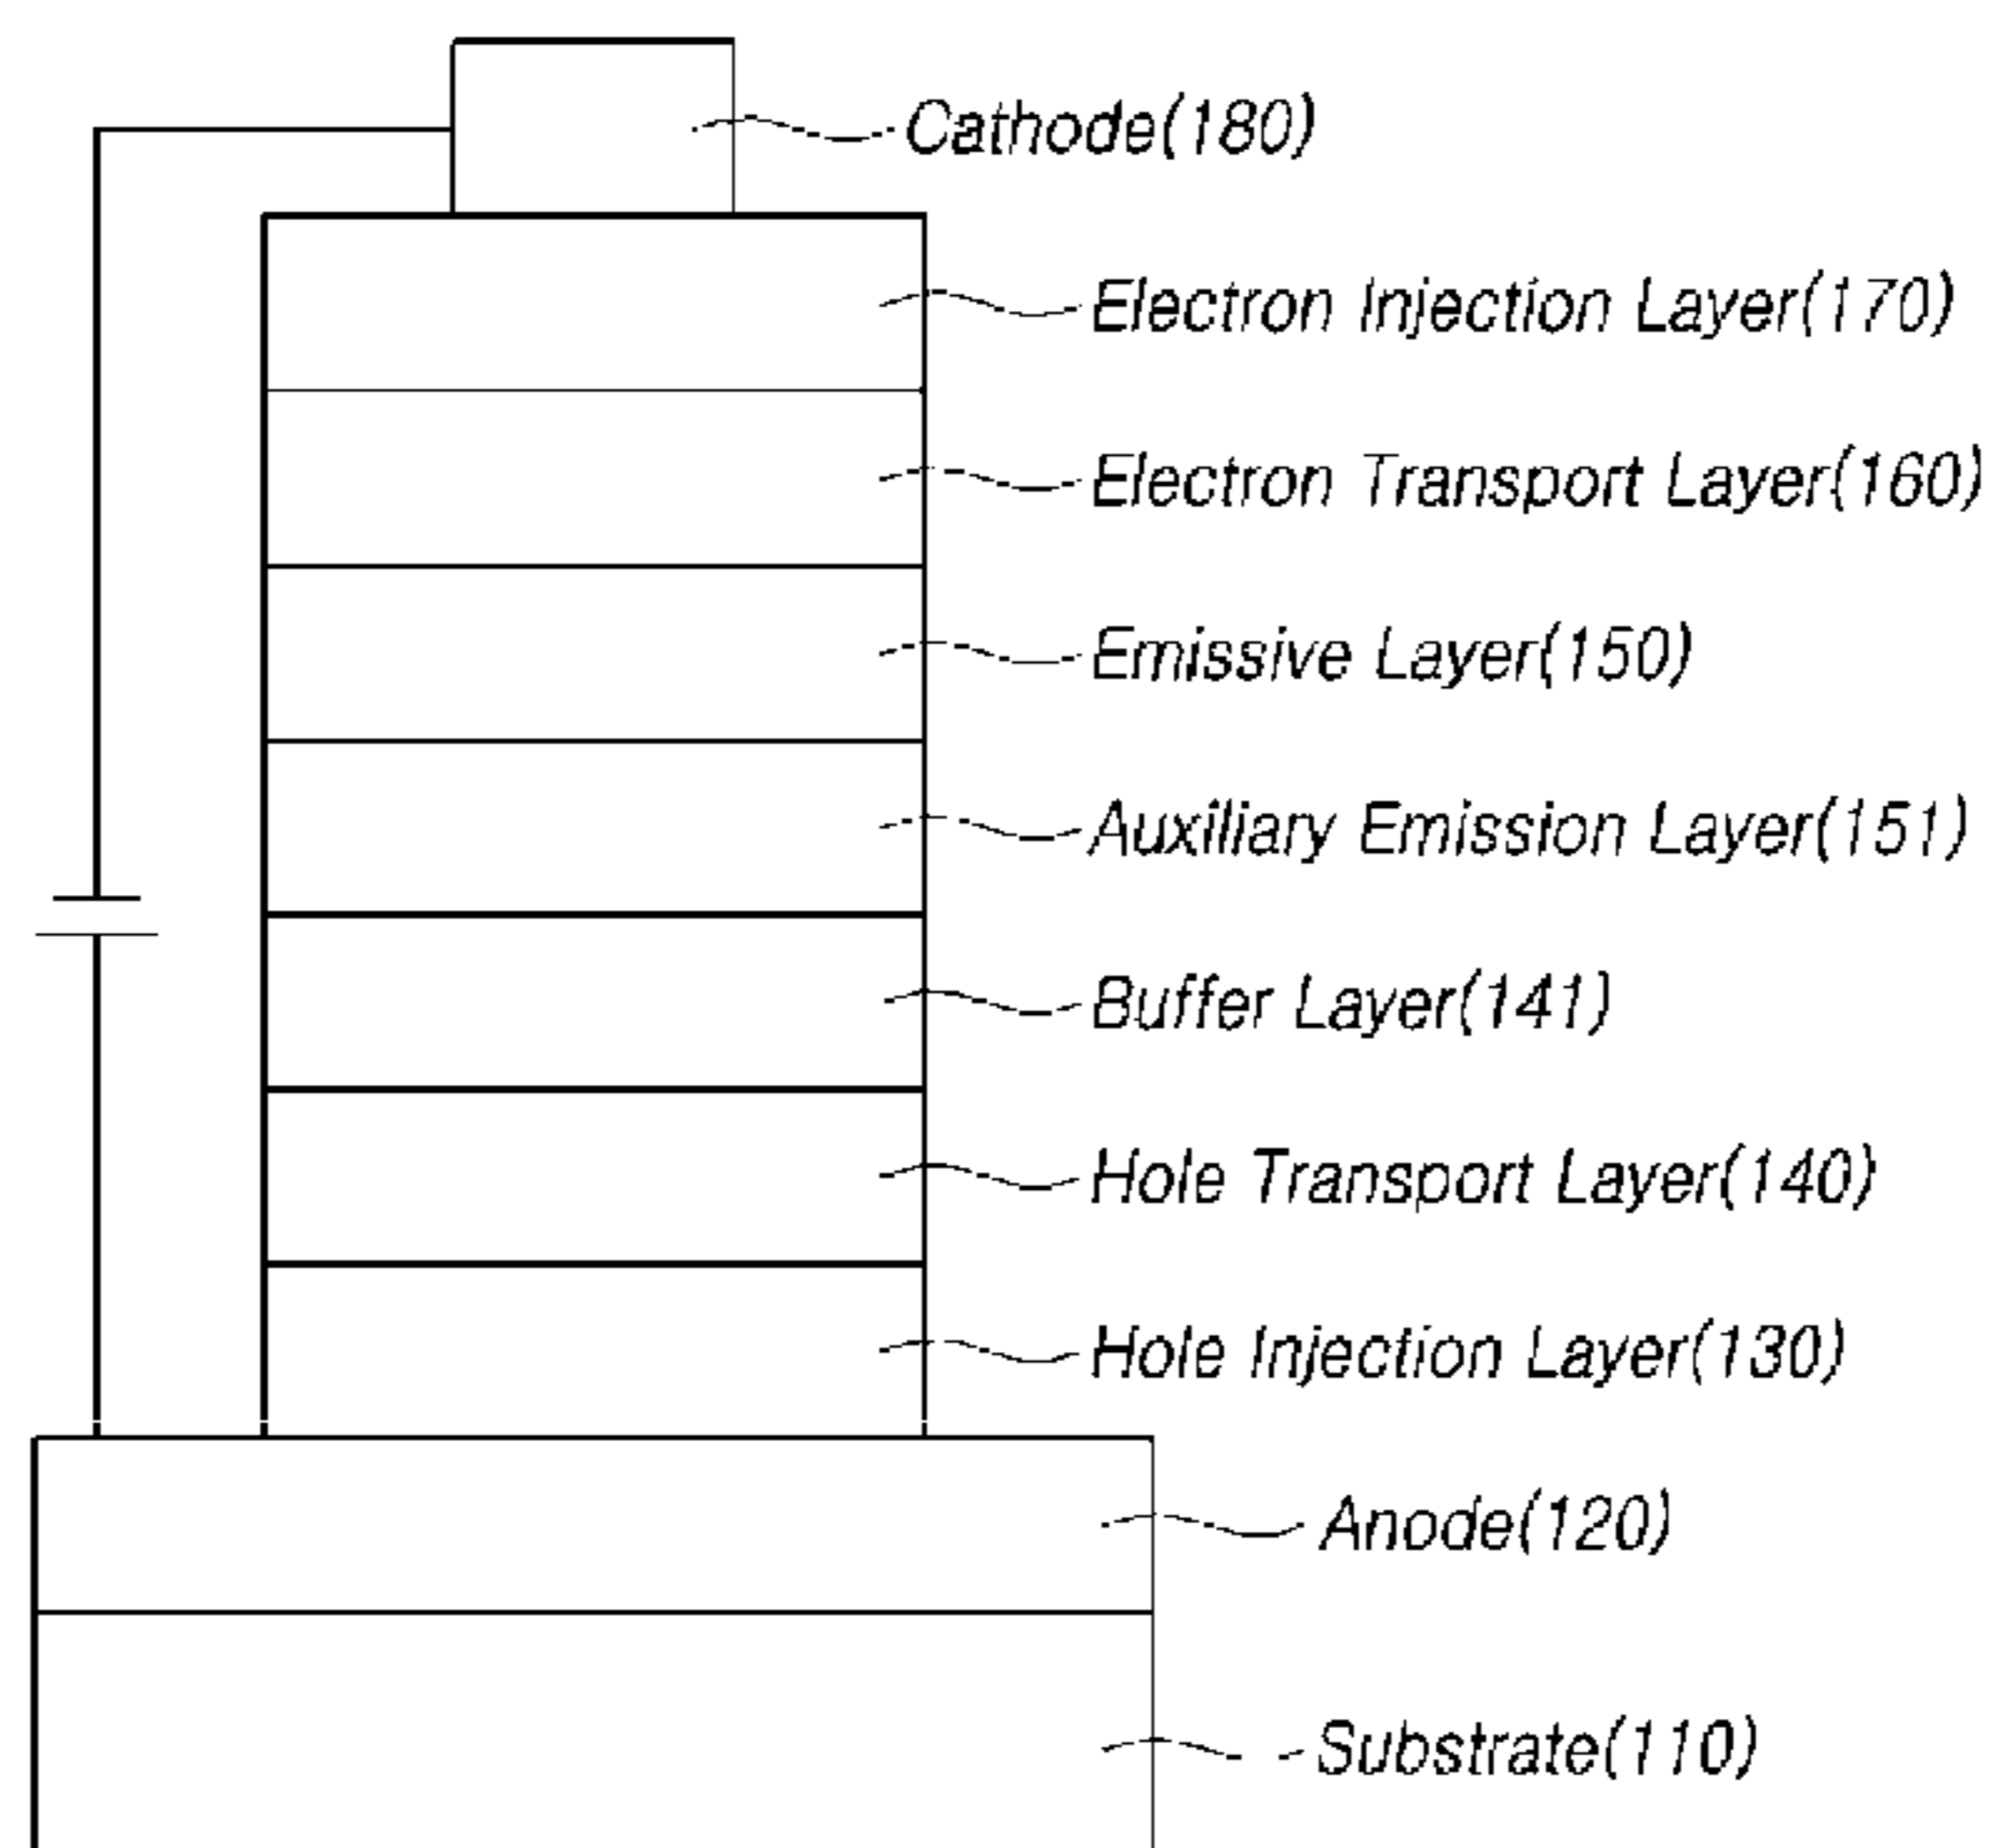 Cathode(180)
Electron Injection Layer(170)
Electron Transport Layer(160)
Emissive Layer(150)
Auxiliary Emission Layer(151)
Buffer Layer(141)
Hole Transport Layer(140)
Hole Injection Layer(130)
Anode(120)
Substrate(110)